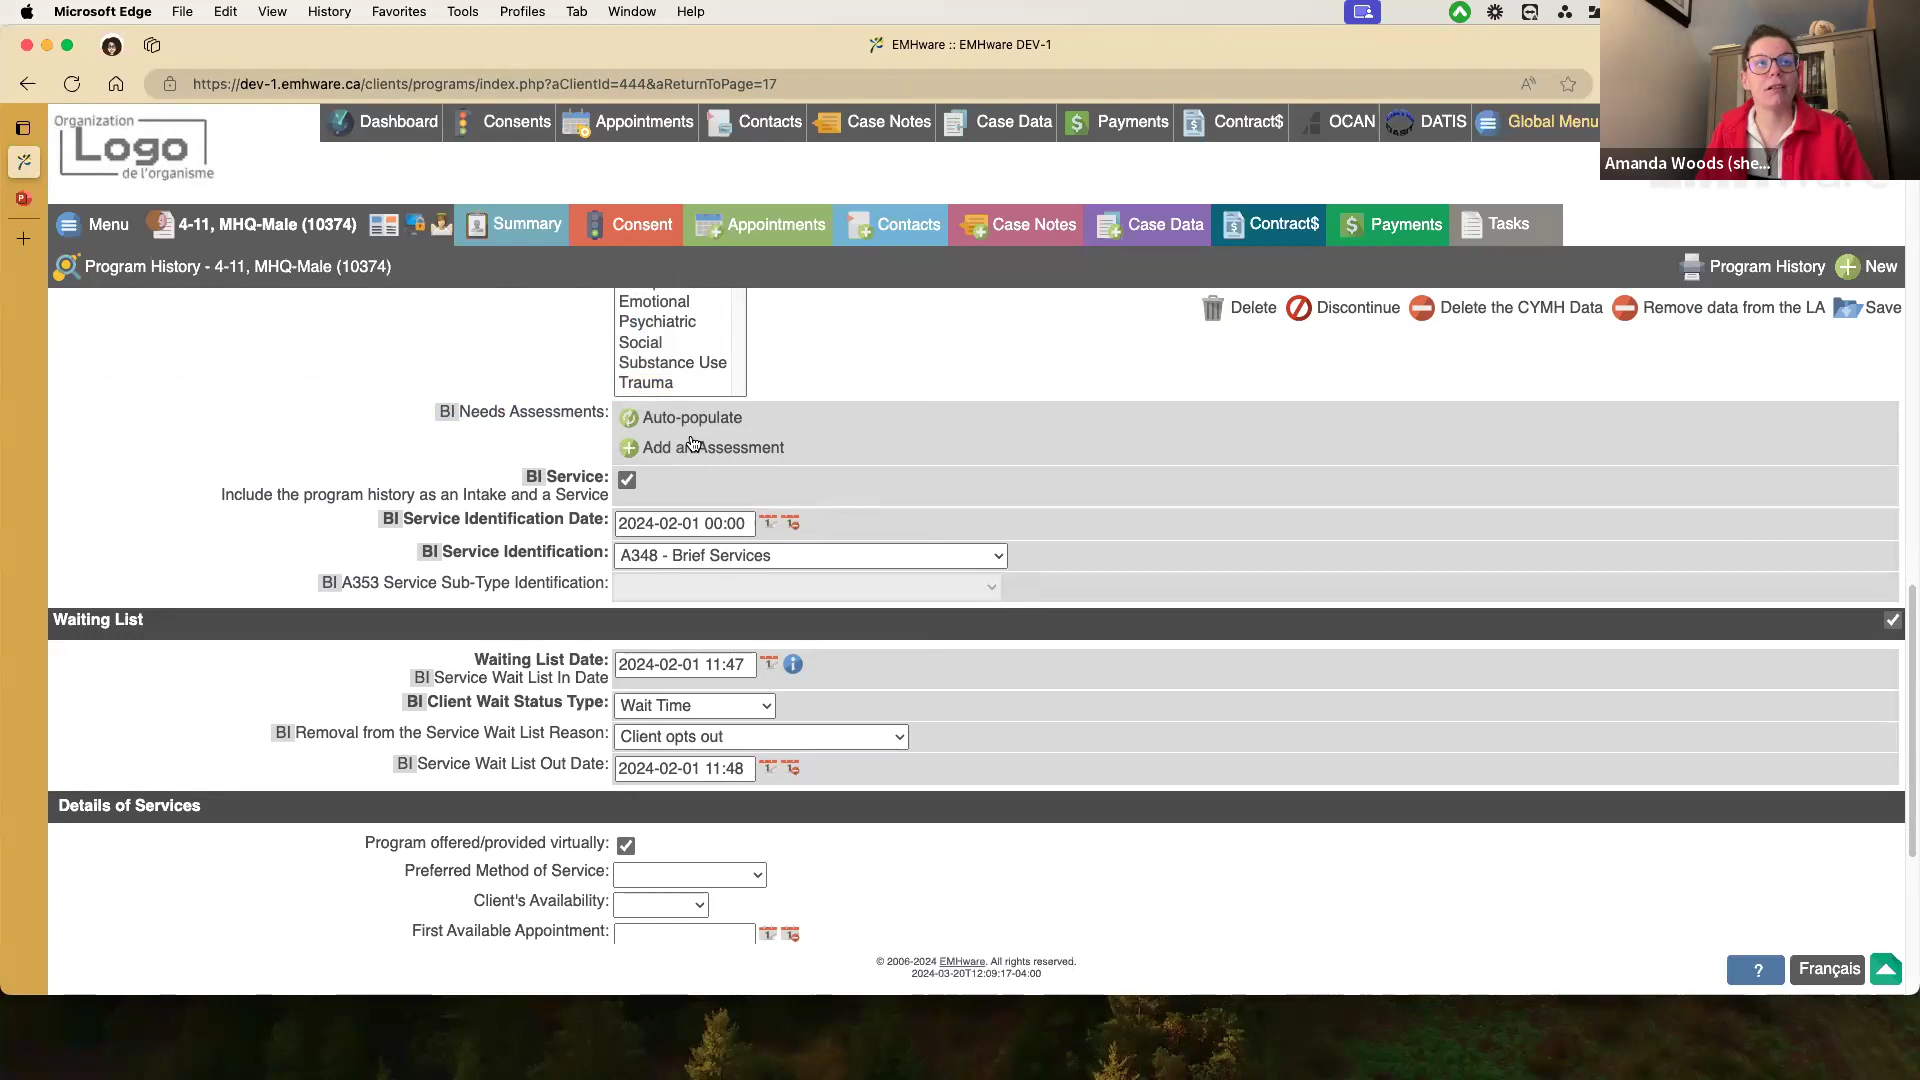 Microsoft Edge File Edit View History Favorites Tools Profiles Tab Window Help
EMHware :: EMHware DEV-1
https://dev-1.emhware.ca/clients/programs/index.php?aClientId=444&aReturnToPage=17
Organization
Logo
de l'organisme
Dashboard Consents Appointments Contacts Case Notes Case Data Payments Contract$ OCAN DATIS Global Menu
Amanda Woods (she...
Menu 4-11, MHQ-Male (10374) Summary Consent Appointments Contacts Case Notes Case Data Contract$ Payments Tasks
Program History - 4-11, MHQ-Male (10374) Program History New
Delete Discontinue Delete the CYMH Data Remove data from the LA Save
Emotional
Psychiatric
Social
Substance Use
Trauma
BI Needs Assessments: Auto-populate
Add an Assessment
BI Service:
Include the program history as an Intake and a Service
BI Service Identification Date: 2024-02-01 00:00
BI Service Identification: A348 - Brief Services
BI A353 Service Sub-Type Identification:
Waiting List
Waiting List Date: 2024-02-01 11:47
BI Service Wait List In Date
BI Client Wait Status Type: Wait Time
BI Removal from the Service Wait List Reason: Client opts out
BI Service Wait List Out Date: 2024-02-01 11:48
Details of Services
Program offered/provided virtually:
Preferred Method of Service:
Client's Availability:
First Available Appointment:
© 2006-2024 EMHware. All rights reserved.
2024-03-20T12:09:17-04:00
? Français